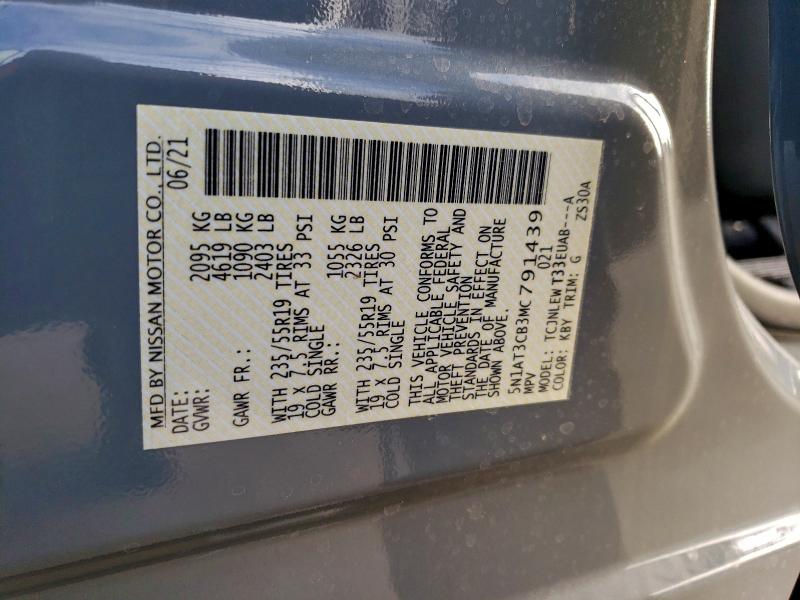 MFD BY NISSAN MOTOR CO., LTD.
DATE: 06/21
GVWR: 2095 KG
4619 LB
GAWR FR.: 1090 KG
2403 LB
WITH 235/55R19 TIRES
19 X 7.5 RIMS AT 33 PSI
COLD SINGLE
GAWR RR.: 1055 KG
2326 LB
WITH 235/55R19 TIRES
19 X 7.5 RIMS AT 30 PSI
COLD SINGLE
THIS VEHICLE CONFORMS TO
ALL APPLICABLE FEDERAL
MOTOR VEHICLE SAFETY AND
THEFT PREVENTION
STANDARDS IN EFFECT ON
THE DATE OF MANUFACTURE
SHOWN ABOVE.
5N1AT3CB3MC791439
MPV 021
MODEL: TCJNLEWT33EUAB---A
COLOR: KBY TRIM: G ZS30A